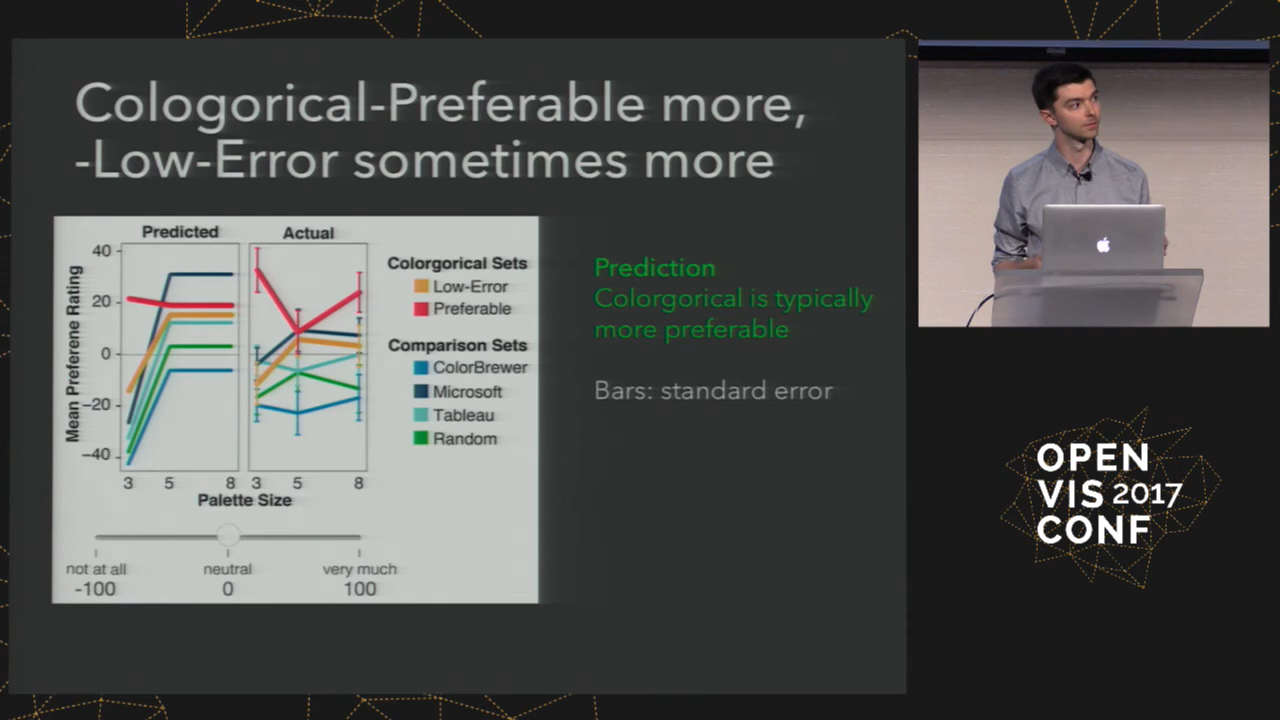 Cologorical-Preferable more,
-Low-Error sometimes more
Predicted
Actual
Mean Preferene Rating
40
20
0
−20
−40
3 5 8
3 5 8
Palette Size
Colorgorical Sets
Low-Error
Preferable
Comparison Sets
ColorBrewer
Microsoft
Tableau
Random
not at all neutral very much
-100 0 100
Prediction
Colorgorical is typically
more preferable
Bars: standard error
OPEN
VIS 2017
CONF